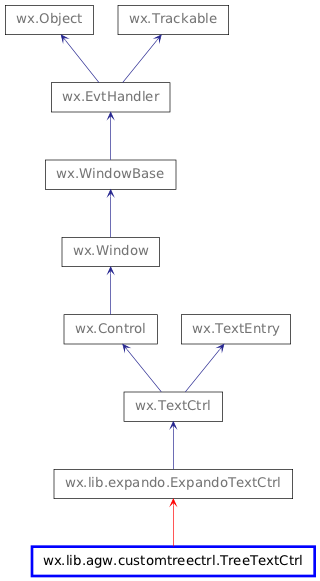 wx.Object
wx.Trackable
wx.EvtHandler
wx.WindowBase
wx.Window
wx.Control
wx.TextEntry
wx.TextCtrl
wx.lib.expando.ExpandoTextCtrl
wx.lib.agw.customtreectrl.TreeTextCtrl